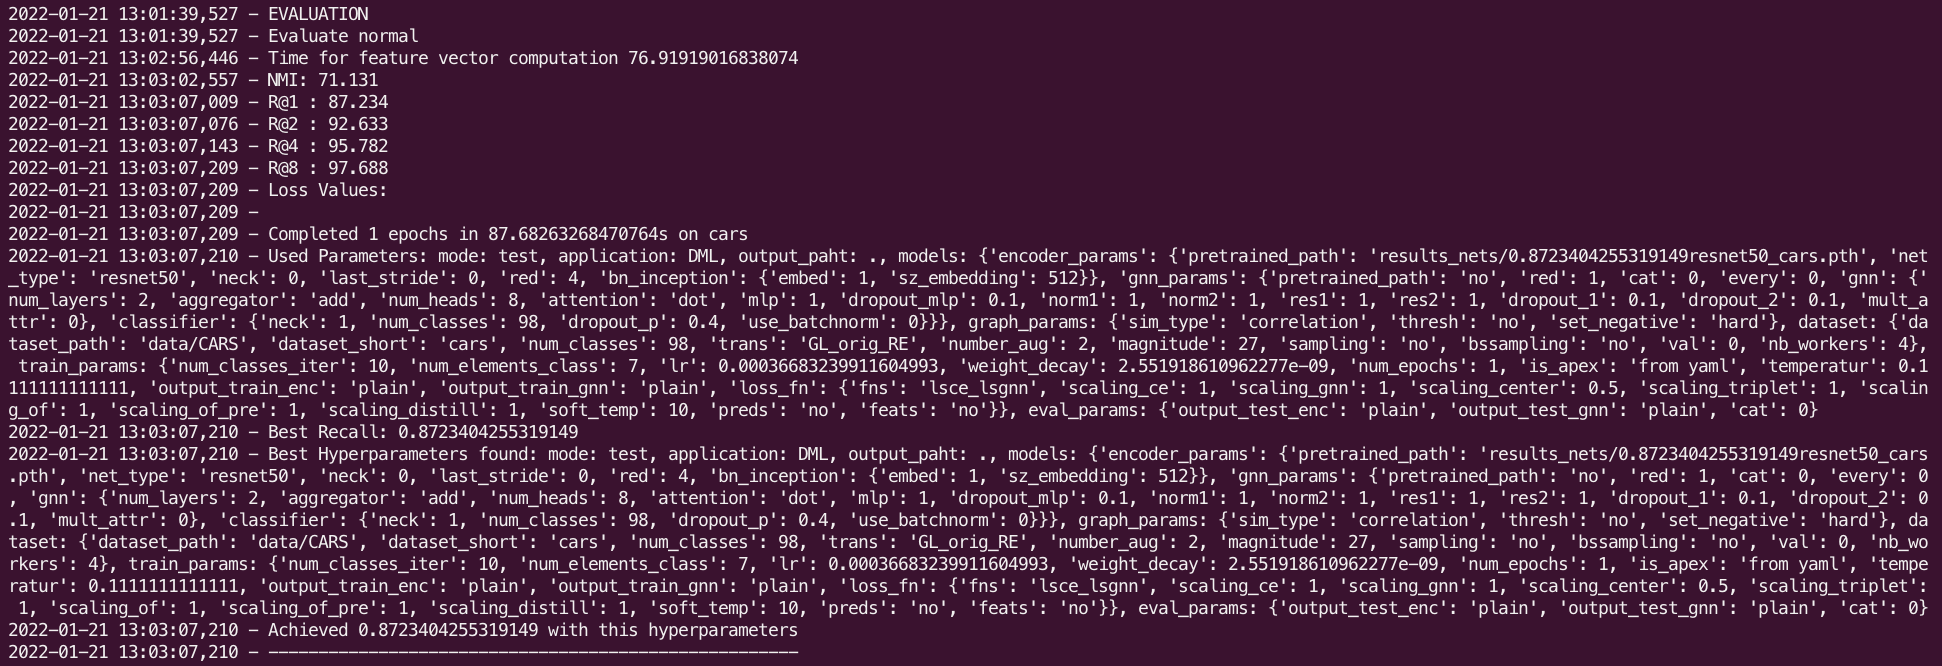 2022-01-21 13:01:39,527 - EVALUATION
2022-01-21 13:01:39,527 - Evaluate normal
2022-01-21 13:02:56,446 - Time for feature vector computation 76.91919016838074
2022-01-21 13:03:02,557 - NMI: 71.131
2022-01-21 13:03:07,009 - R@1 : 87.234
2022-01-21 13:03:07,076 - R@2 : 92.633
2022-01-21 13:03:07,143 - R@4 : 95.782
2022-01-21 13:03:07,209 - R@8 : 97.688
2022-01-21 13:03:07,209 - Loss Values:
2022-01-21 13:03:07,209 -
2022-01-21 13:03:07,209 - Completed 1 epochs in 87.68263268470764s on cars
2022-01-21 13:03:07,210 - Used Parameters: mode: test, application: DML, output_paht: ., models: {'encoder_params': {'pretrained_path': 'results_nets/0.8723404255319149resnet50_cars.pth', 'net
_type': 'resnet50', 'neck': 0, 'last_stride': 0, 'red': 4, 'bn_inception': {'embed': 1, 'sz_embedding': 512}}, 'gnn_params': {'pretrained_path': 'no', 'red': 1, 'cat': 0, 'every': 0, 'gnn': {'
num_layers': 2, 'aggregator': 'add', 'num_heads': 8, 'attention': 'dot', 'mlp': 1, 'dropout_mlp': 0.1, 'norm1': 1, 'norm2': 1, 'res1': 1, 'res2': 1, 'dropout_1': 0.1, 'dropout_2': 0.1, 'mult_a
ttr': 0}, 'classifier': {'neck': 1, 'num_classes': 98, 'dropout_p': 0.4, 'use_batchnorm': 0}}}, graph_params: {'sim_type': 'correlation', 'thresh': 'no', 'set_negative': 'hard'}, dataset: {'da
taset_path': 'data/CARS', 'dataset_short': 'cars', 'num_classes': 98, 'trans': 'GL_orig_RE', 'number_aug': 2, 'magnitude': 27, 'sampling': 'no', 'bssampling': 'no', 'val': 0, 'nb_workers': 4},
 train_params: {'num_classes_iter': 10, 'num_elements_class': 7, 'lr': 0.00036683239911604993, 'weight_decay': 2.551918610962277e-09, 'num_epochs': 1, 'is_apex': 'from yaml', 'temperatur': 0.1
111111111111, 'output_train_enc': 'plain', 'output_train_gnn': 'plain', 'loss_fn': {'fns': 'lsce_lsgnn', 'scaling_ce': 1, 'scaling_gnn': 1, 'scaling_center': 0.5, 'scaling_triplet': 1, 'scalin
g_of': 1, 'scaling_of_pre': 1, 'scaling_distill': 1, 'soft_temp': 10, 'preds': 'no', 'feats': 'no'}}, eval_params: {'output_test_enc': 'plain', 'output_test_gnn': 'plain', 'cat': 0}
2022-01-21 13:03:07,210 - Best Recall: 0.8723404255319149
2022-01-21 13:03:07,210 - Best Hyperparameters found: mode: test, application: DML, output_paht: ., models: {'encoder_params': {'pretrained_path': 'results_nets/0.8723404255319149resnet50_cars
.pth', 'net_type': 'resnet50', 'neck': 0, 'last_stride': 0, 'red': 4, 'bn_inception': {'embed': 1, 'sz_embedding': 512}}, 'gnn_params': {'pretrained_path': 'no', 'red': 1, 'cat': 0, 'every': 0
, 'gnn': {'num_layers': 2, 'aggregator': 'add', 'num_heads': 8, 'attention': 'dot', 'mlp': 1, 'dropout_mlp': 0.1, 'norm1': 1, 'norm2': 1, 'res1': 1, 'res2': 1, 'dropout_1': 0.1, 'dropout_2': 0
.1, 'mult_attr': 0}, 'classifier': {'neck': 1, 'num_classes': 98, 'dropout_p': 0.4, 'use_batchnorm': 0}}}, graph_params: {'sim_type': 'correlation', 'thresh': 'no', 'set_negative': 'hard'}, da
taset: {'dataset_path': 'data/CARS', 'dataset_short': 'cars', 'num_classes': 98, 'trans': 'GL_orig_RE', 'number_aug': 2, 'magnitude': 27, 'sampling': 'no', 'bssampling': 'no', 'val': 0, 'nb_wo
rkers': 4}, train_params: {'num_classes_iter': 10, 'num_elements_class': 7, 'lr': 0.00036683239911604993, 'weight_decay': 2.551918610962277e-09, 'num_epochs': 1, 'is_apex': 'from yaml', 'tempe
ratur': 0.1111111111111, 'output_train_enc': 'plain', 'output_train_gnn': 'plain', 'loss_fn': {'fns': 'lsce_lsgnn', 'scaling_ce': 1, 'scaling_gnn': 1, 'scaling_center': 0.5, 'scaling_triplet':
 1, 'scaling_of': 1, 'scaling_of_pre': 1, 'scaling_distill': 1, 'soft_temp': 10, 'preds': 'no', 'feats': 'no'}}, eval_params: {'output_test_enc': 'plain', 'output_test_gnn': 'plain', 'cat': 0}
2022-01-21 13:03:07,210 - Achieved 0.8723404255319149 with this hyperparameters
2022-01-21 13:03:07,210 - -----------------------------------------------------